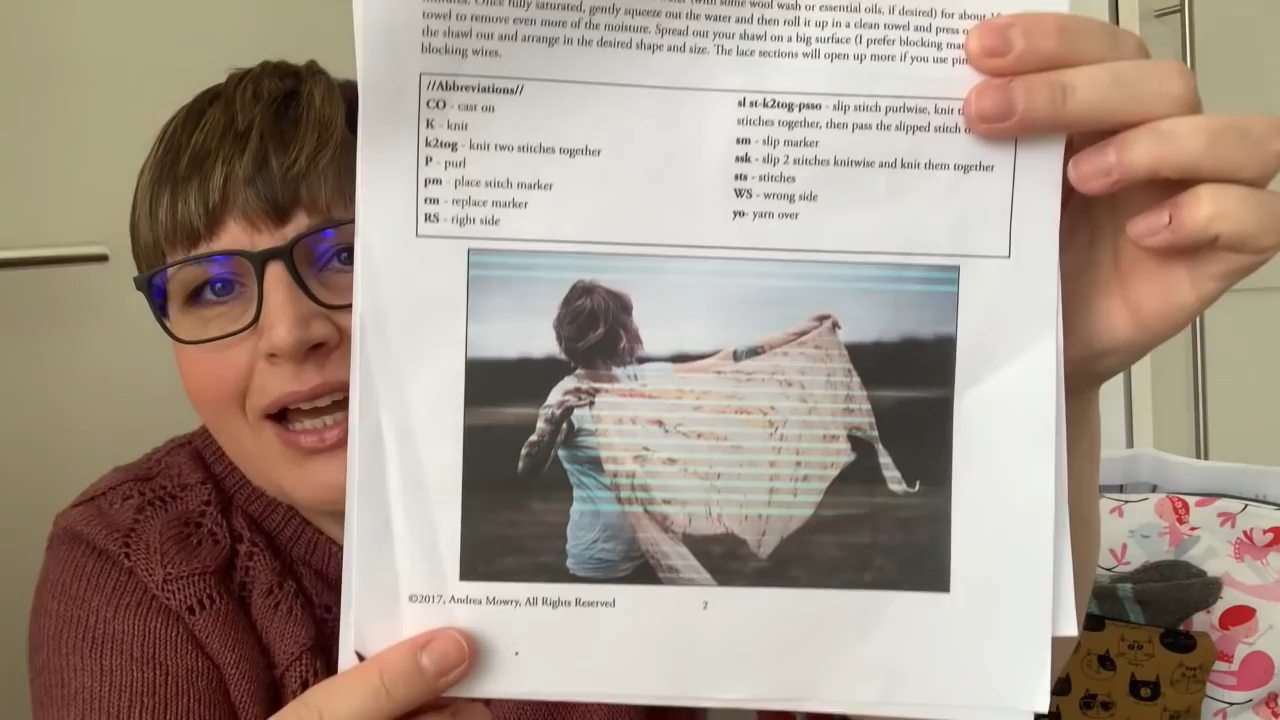 Once fully saturated, gently squeeze out the water and then roll it up in a clean towel and press
towel to remove even more of the moisture. Spread out your shawl on a big surface (I prefer blocking
the shawl out and arrange in the desired shape and size. The lace sections will open up more if you use
blocking wires.
//Abbreviations//
CO - cast on
K - knit
k2tog - knit two stitches together
P - purl
pm - place stitch marker
rm - replace marker
RS - right side
sl st-k2tog-psso - slip stitch purlwise, knit
stitches together, then pass the slipped stitch
sm - slip marker
ssk - slip 2 stitches knitwise and knit them together
sts - stitches
WS - wrong side
yo- yarn over
©2017, Andrea Mowry, All Rights Reserved
2